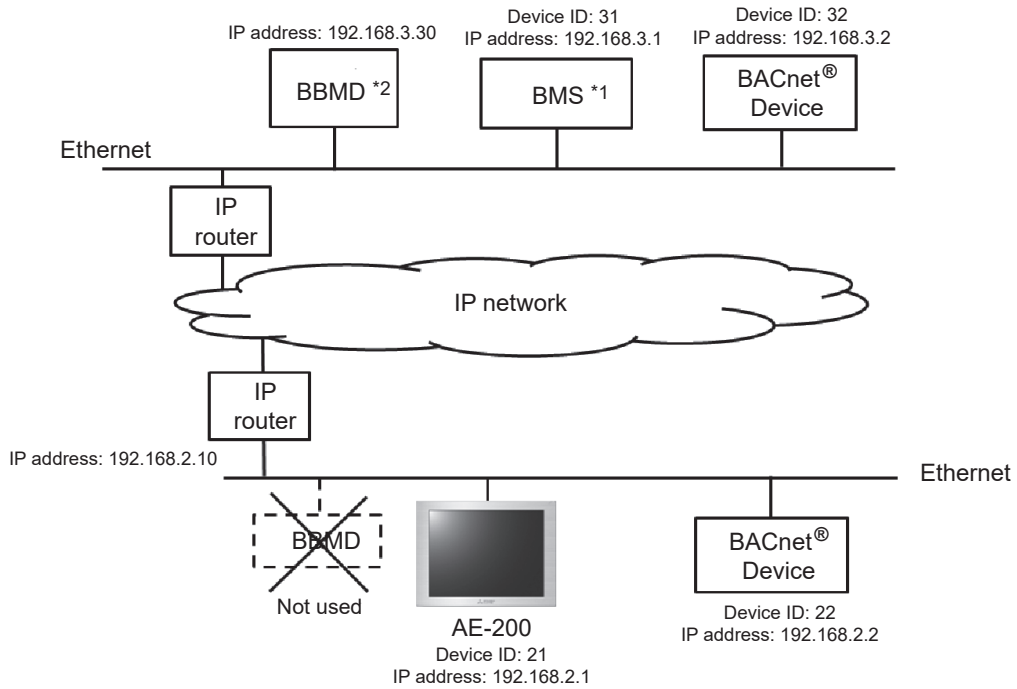 Device ID: 31
Device ID: 32
IP address: 192.168.3.30
IP address: 192.168.3.1
IP address: 192.168.3.2
BBMD *2
BMS *1
BACnet®
Device
Ethernet
IP
router
IP network
IP
router
IP address: 192.168.2.10
Ethernet
BBMD
Not used
BACnet®
Device
AE-200
Device ID: 21
IP address: 192.168.2.1
Device ID: 22
IP address: 192.168.2.2